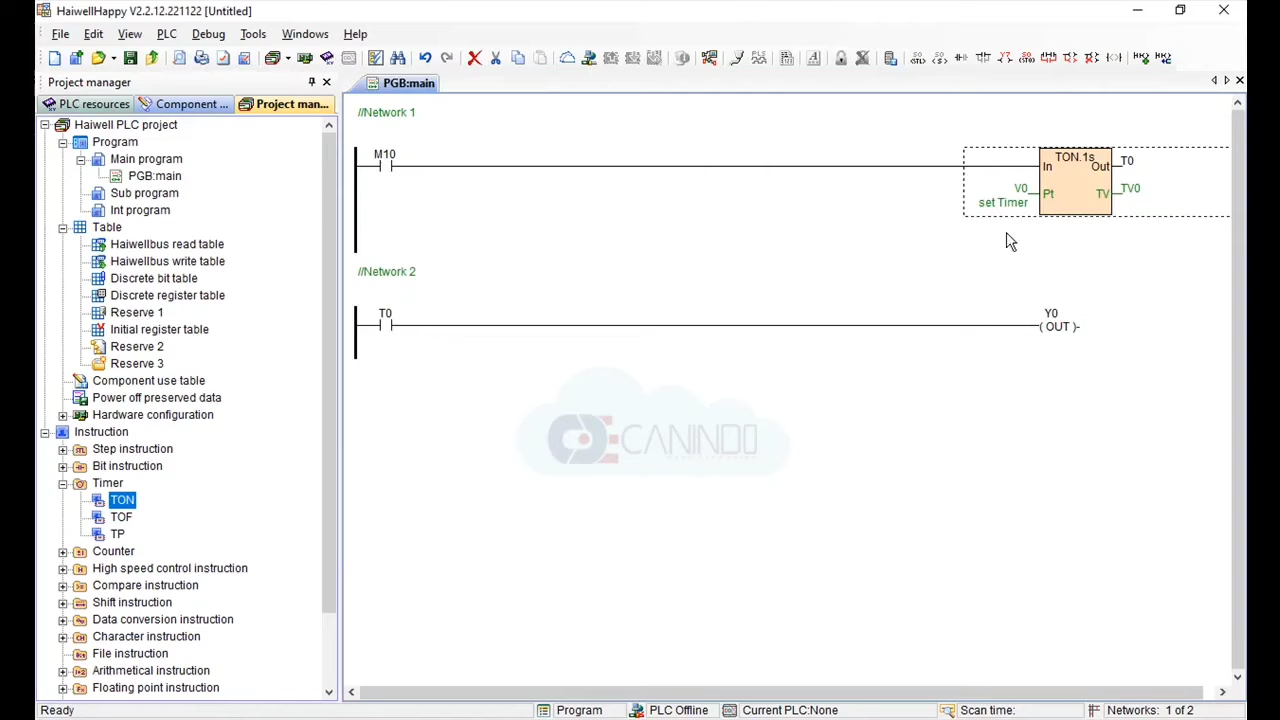 HaiwellHappy V2.2.12.221122 [Untitled]
File Edit View PLC Debug Tools Windows Help
Project manager
PLC resources Component ... Project man...
PGB:main
Haiwell PLC project
Program
Main program
PGB:main
Sub program
Int program
Table
Haiwellbus read table
Haiwellbus write table
Discrete bit table
Discrete register table
Reserve 1
Initial register table
Reserve 2
Reserve 3
Component use table
Power off preserved data
Hardware configuration
Instruction
Step instruction
Bit instruction
Timer
TON
TOF
TP
Counter
High speed control instruction
Compare instruction
Shift instruction
Data conversion instruction
Character instruction
File instruction
Arithmetical instruction
Floating point instruction
//Network 1
M10
TON.1s
In Out T0
V0 Pt TV TV0
set Timer
//Network 2
T0 Y0
( OUT )-
CANINDO
Ready Program PLC Offline Current PLC:None Scan time: Networks: 1 of 2